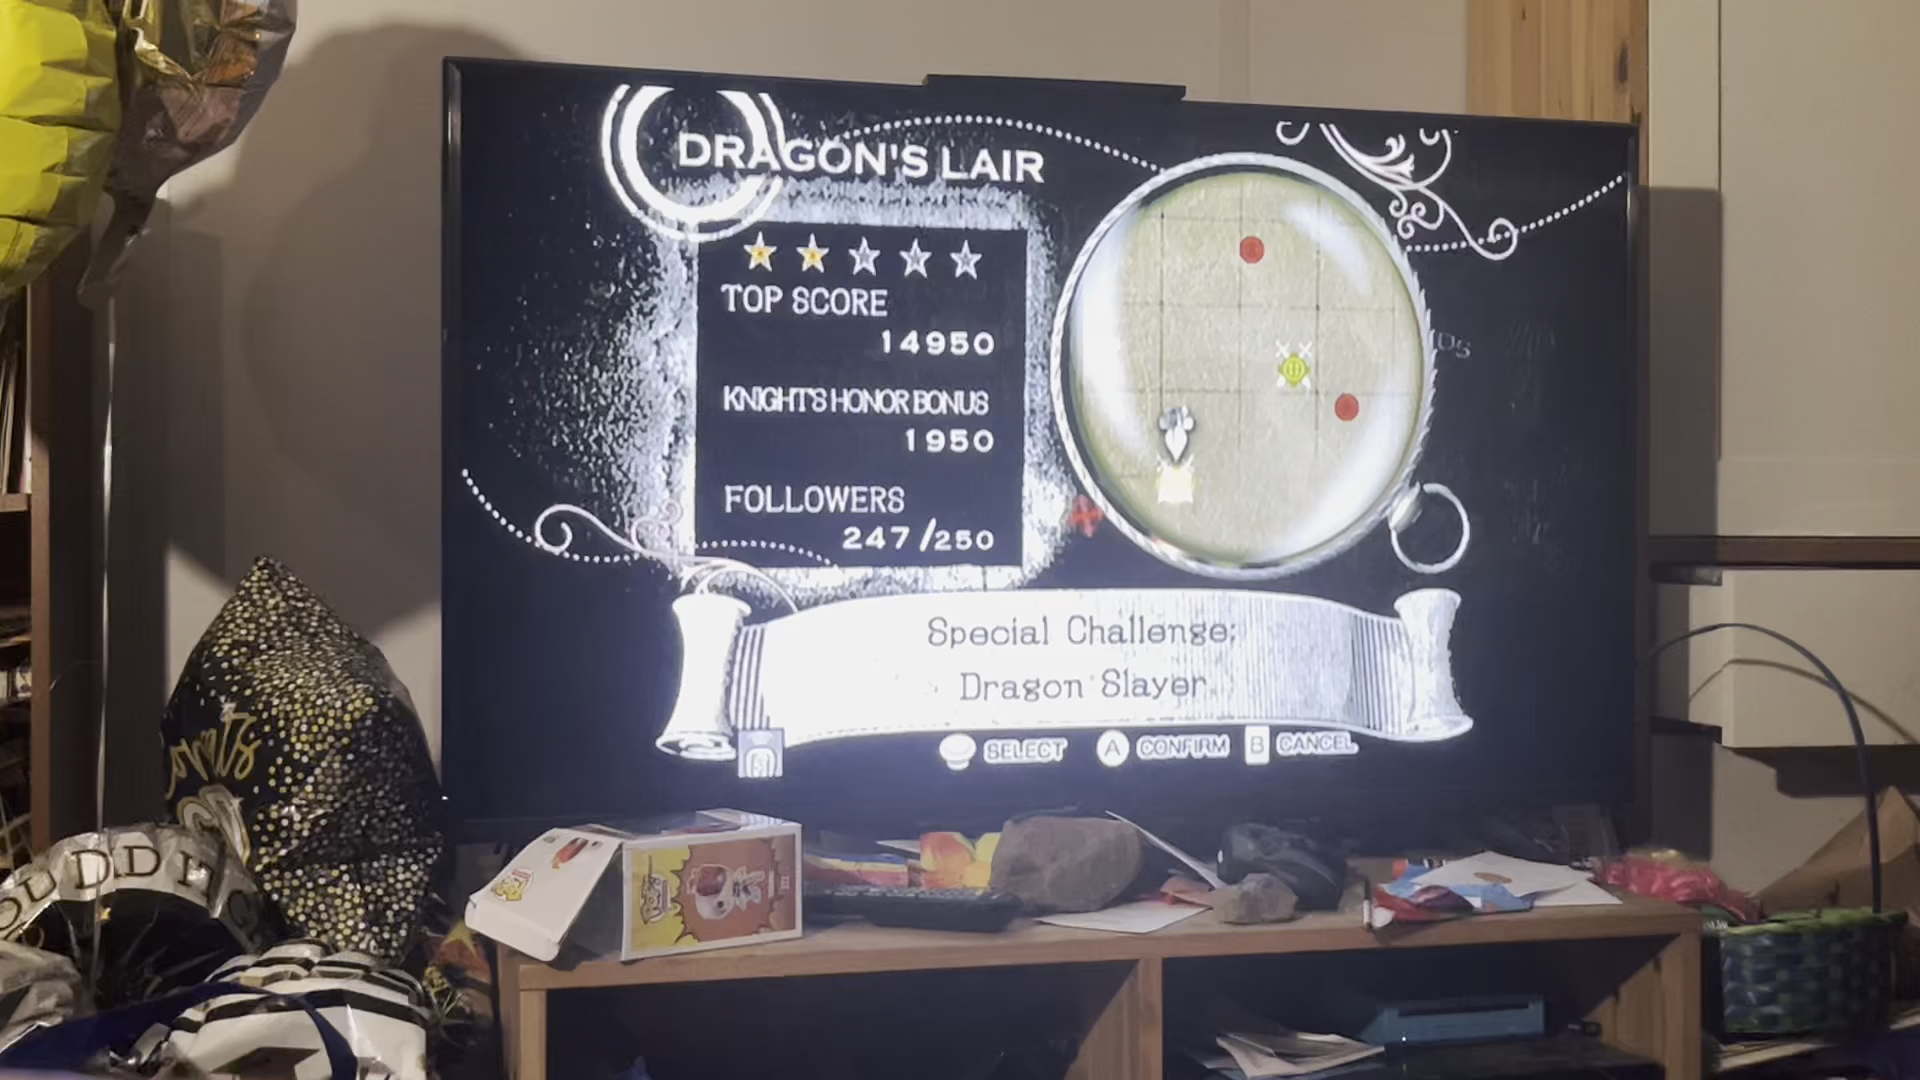 DRAGON'S LAIR
TOP SCORE
14950
KNIGHT'S HONOR BONUS
1950
FOLLOWERS
247/250
Special Challenge:
Dragon Slayer
SELECT A CONFIRM B CANCEL